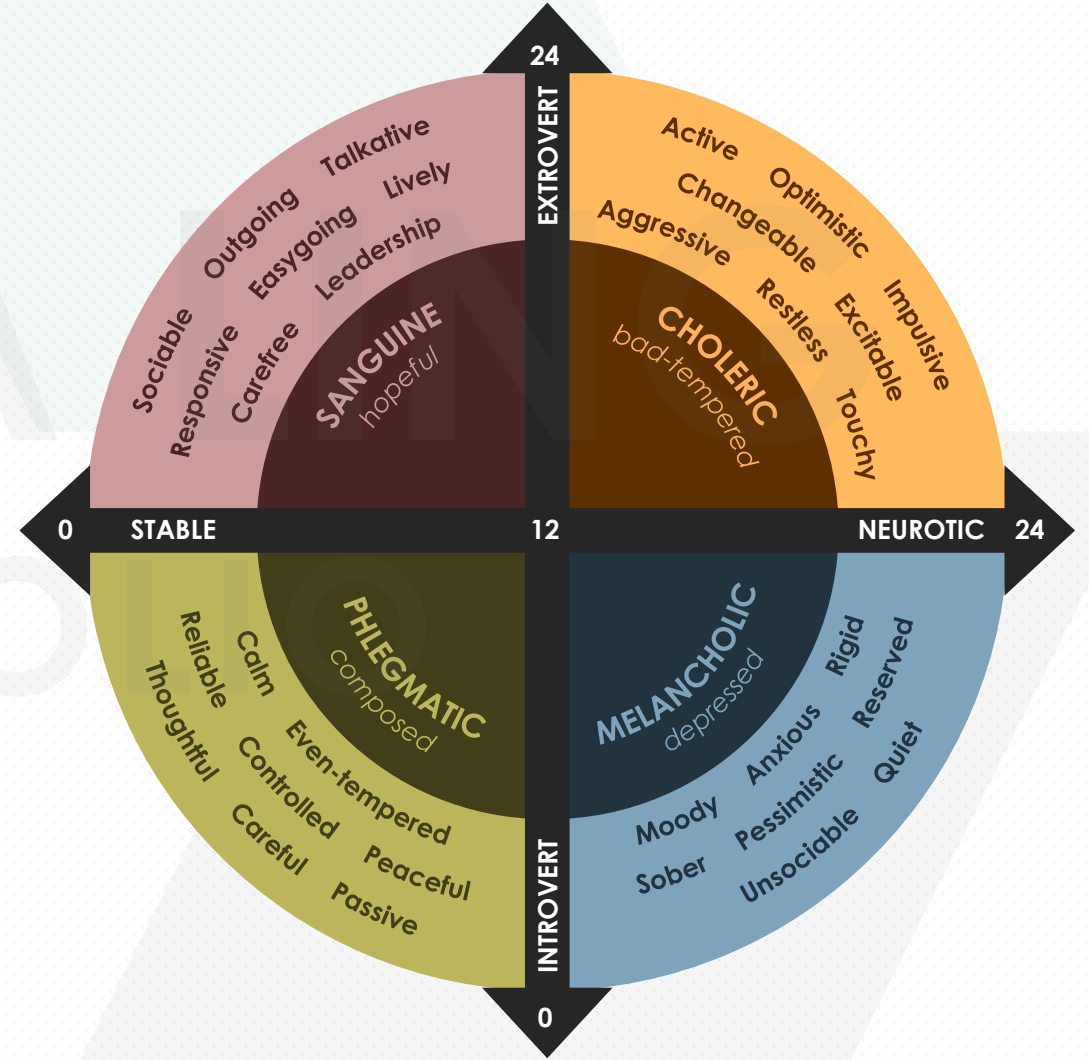 24
EXTROVERT
Talkative
Lively
Leadership
Outgoing
Easygoing
Sociable
Responsive
Carefree
SANGUINE
hopeful
Active
Optimistic
Changeable
Aggressive
Impulsive
Excitable
Restless
Touchy
CHOLERIC
bad-tempered
0
STABLE
12
NEUROTIC
24
PHLEGMATIC
composed
Calm
Reliable
Thoughtful
Even-tempered
Controlled
Careful
Peaceful
Passive
MELANCHOLIC
depressed
Rigid
Reserved
Quiet
Anxious
Pessimistic
Unsociable
Moody
Sober
INTROVERT
0